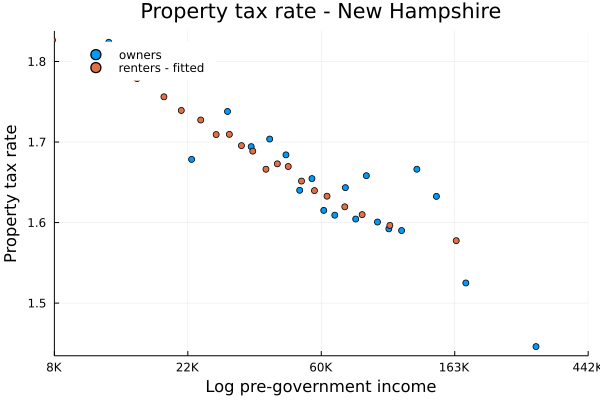 Property tax rate - New Hampshire
owners
renters - fitted
Property tax rate
1.8
1.7
1.6
1.5
8K 22K 60K 163K 442K
Log pre-government income